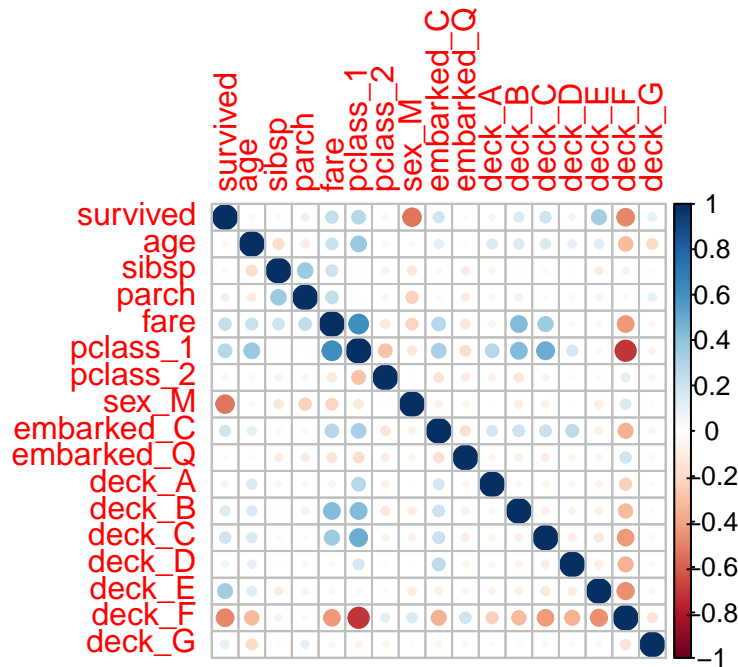 survived
age
sibsp
parch
fare
pclass_1
pclass_2
sex_M
embarked_C
embarked_Q
deck_A
deck_B
deck_C
deck_D
deck_E
deck_F
deck_G
survived
age
sibsp
parch
fare
pclass_1
pclass_2
sex_M
embarked_C
embarked_Q
deck_A
deck_B
deck_C
deck_D
deck_E
deck_F
deck_G
1
0.8
0.6
0.4
0.2
0
-0.2
-0.4
-0.6
-0.8
-1